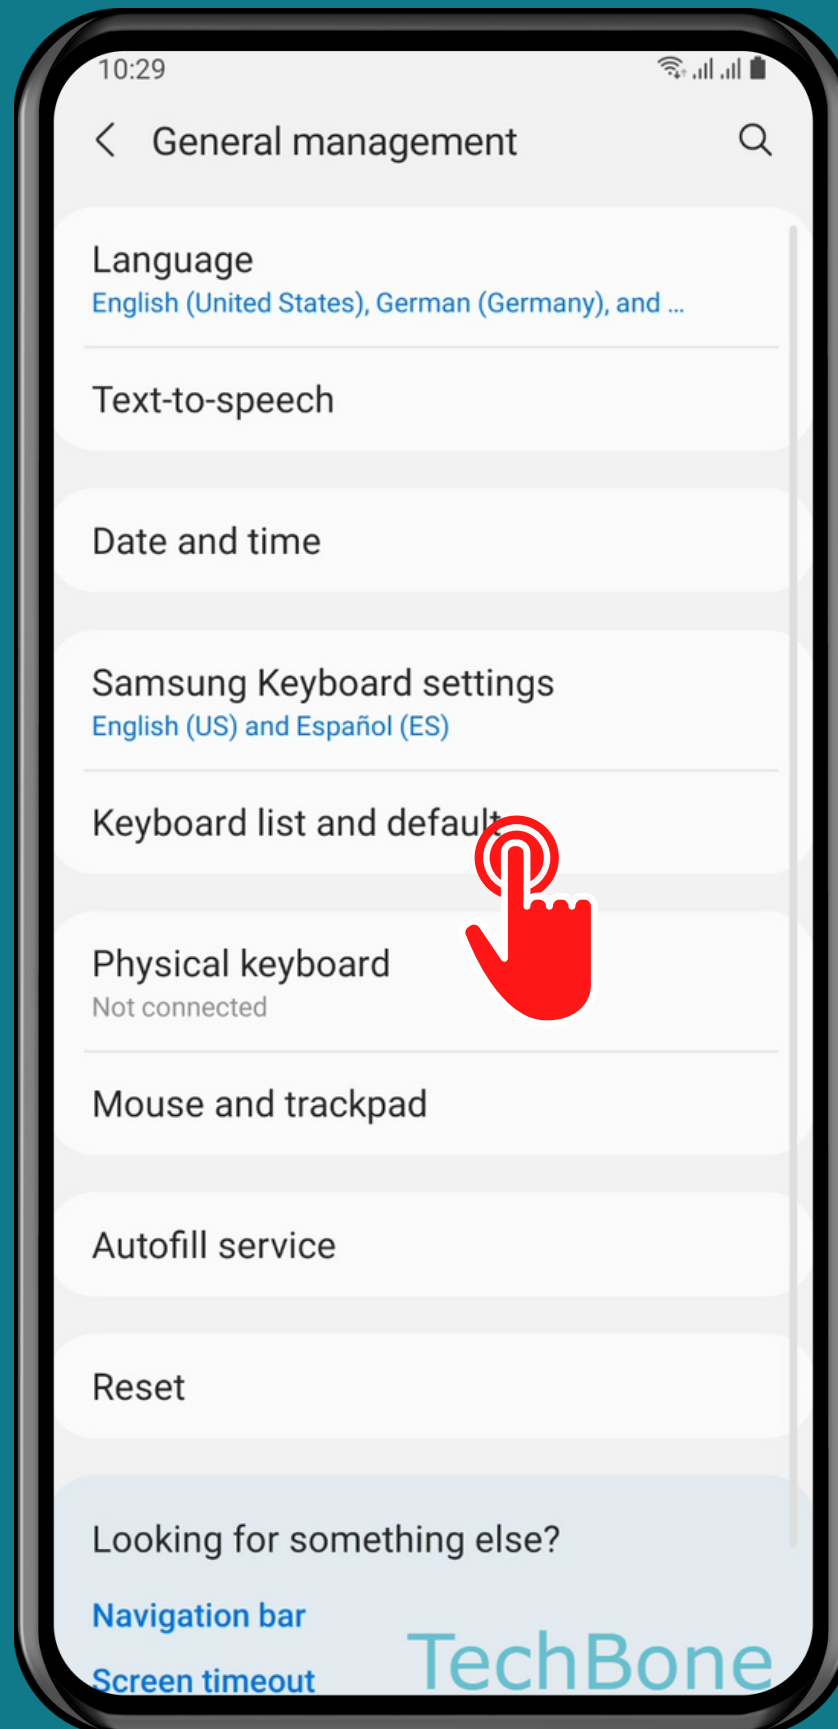 10:29
General management
Language
English (United States), German (Germany), and ...
Text-to-speech
Date and time
Samsung Keyboard settings
English (US) and Español (ES)
Keyboard list and default
Physical keyboard
Not connected
Mouse and trackpad
Autofill service
Reset
Looking for something else?
Navigation bar
Screen timeout
TechBone